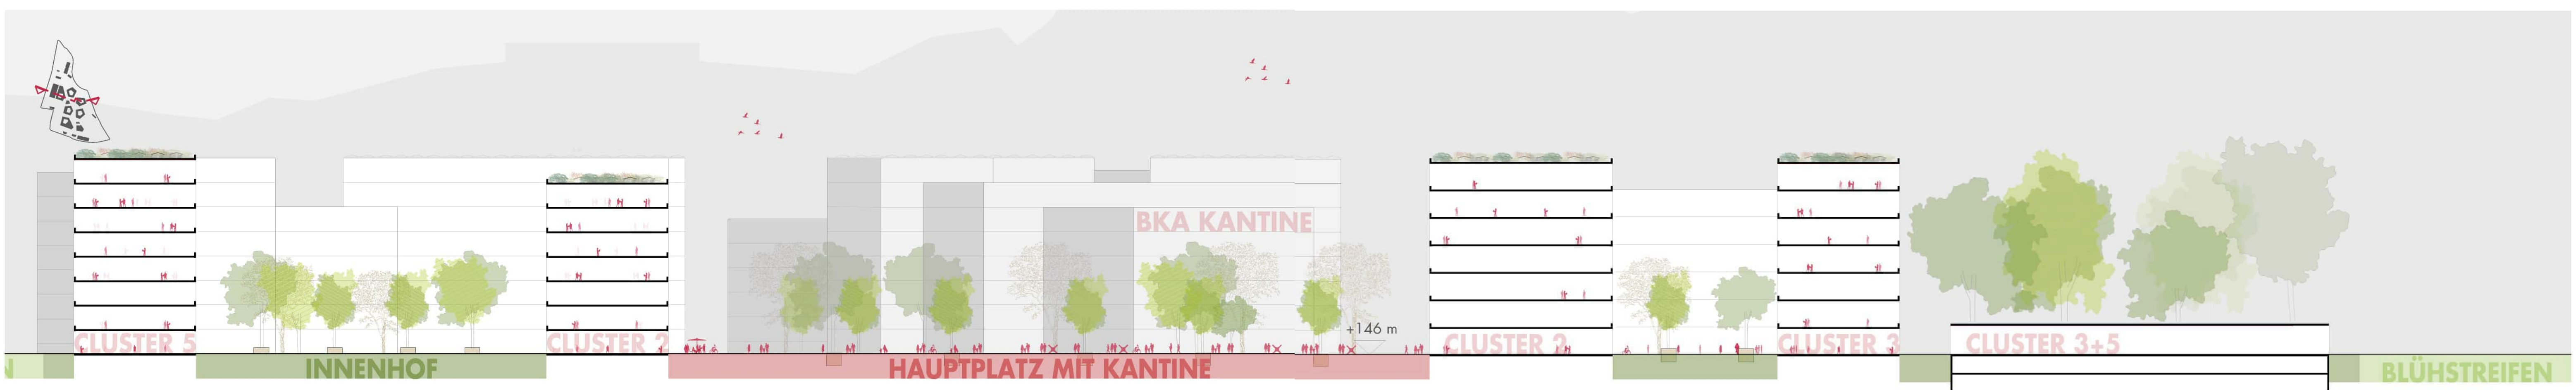 BKA KANTINE
+146 m
CLUSTER 5
CLUSTER 2
CLUSTER 2
CLUSTER 3
CLUSTER 3+5
N
INNENHOF
HAUPTPLATZ MIT KANTINE
BLÜHSTREIFEN